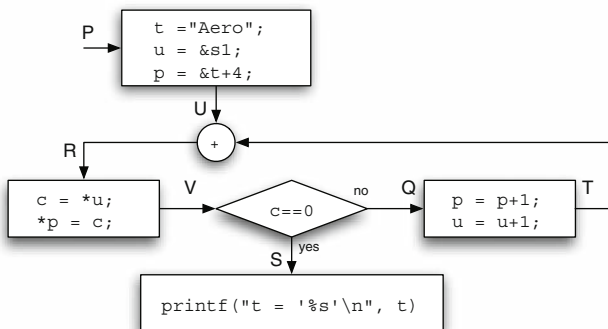 P
t ="Aero";
u = &s1;
p = &t+4;
U
+
R
c = *u;
*p = c;
V
c==0
no
Q
p = p+1;
u = u+1;
T
S
yes
printf("t = '%s'\n", t)